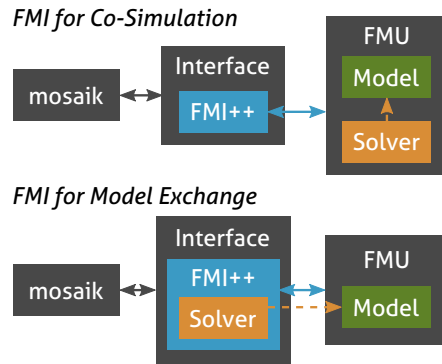 FMI for Co-Simulation
mosaik
Interface
FMI++
FMU
Model
Solver
FMI for Model Exchange
mosaik
Interface
FMI++
Solver
FMU
Model